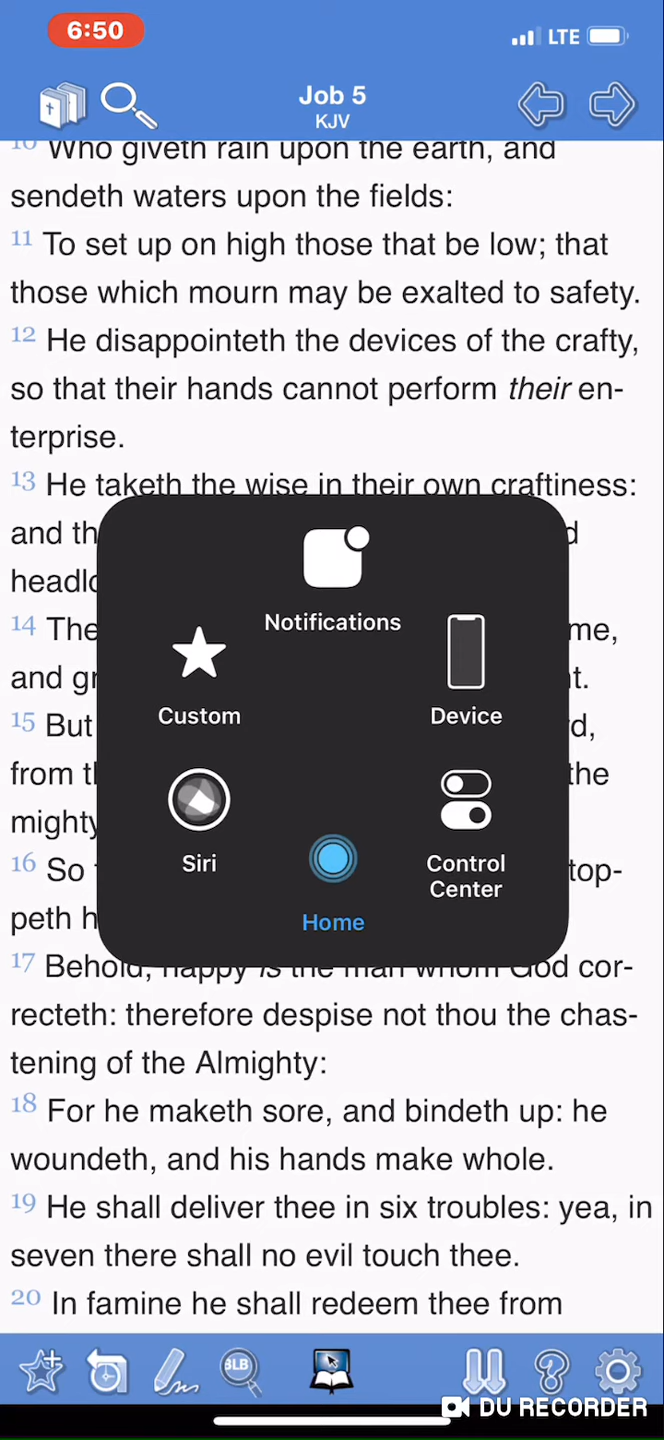 6:50
LTE
Job 5
KJV
10 Who giveth rain upon the earth, and
sendeth waters upon the fields:
11 To set up on high those that be low; that
those which mourn may be exalted to safety.
12 He disappointeth the devices of the crafty,
so that their hands cannot perform their en-
terprise.
13 He taketh the wise in their own craftiness:
and
14
me,
and
15 But
from
the
mighty
16 So
top-
peth
17 Behold, happy is the man whom God cor-
recteth: therefore despise not thou the chas-
tening of the Almighty:
18 For he maketh sore, and bindeth up: he
woundeth, and his hands make whole.
19 He shall deliver thee in six troubles: yea, in
seven there shall no evil touch thee.
20 In famine he shall redeem thee from
Notifications
Custom
Device
Siri
Control
Center
Home
BLB
DU RECORDER